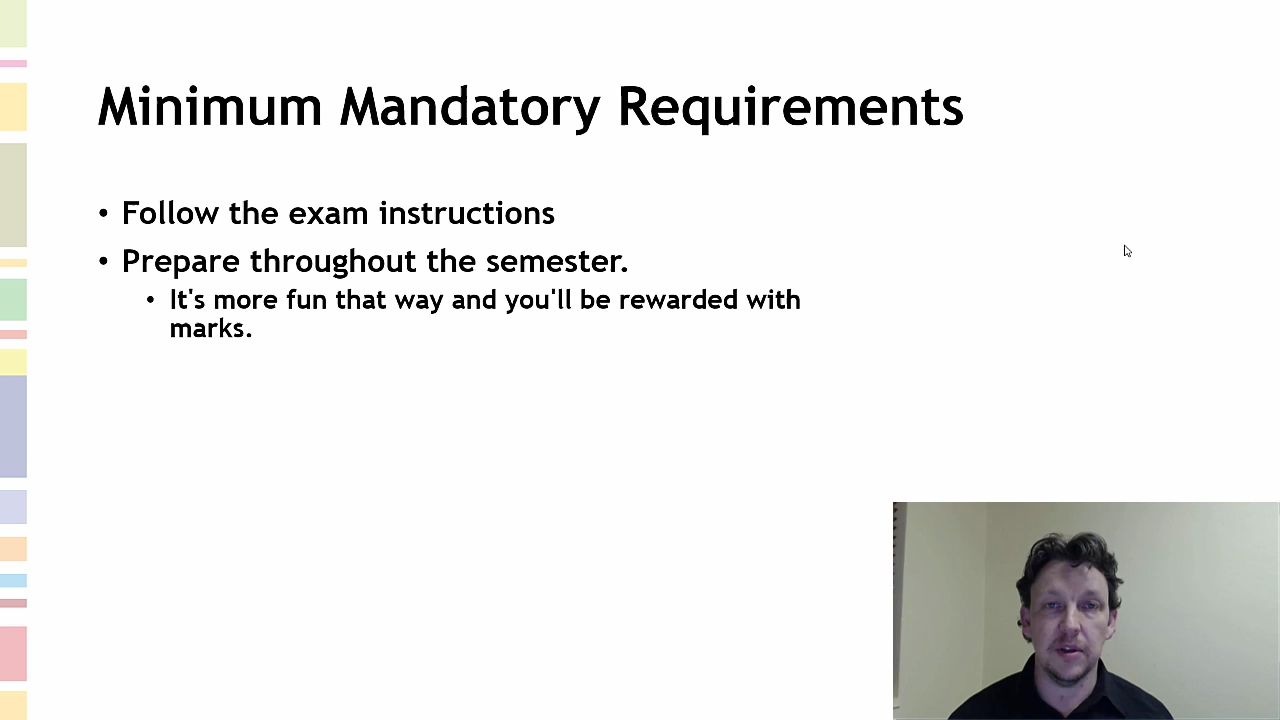 Minimum Mandatory Requirements
• Follow the exam instructions
• Prepare throughout the semester.
• It's more fun that way and you'll be rewarded with
marks.